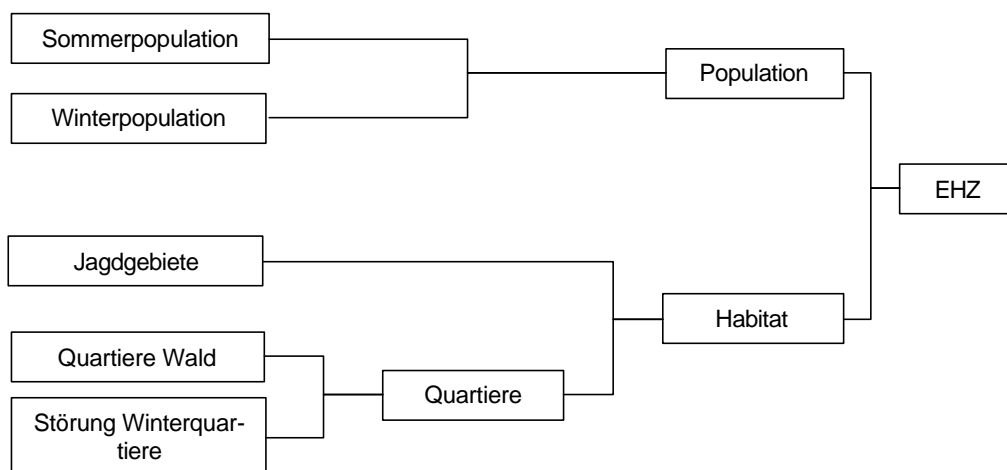 Sommerpopulation
Population
Winterpopulation
EHZ
Jagdgebiete
Habitat
Quartiere Wald
Quartiere
Störung Winterquar-
tiere